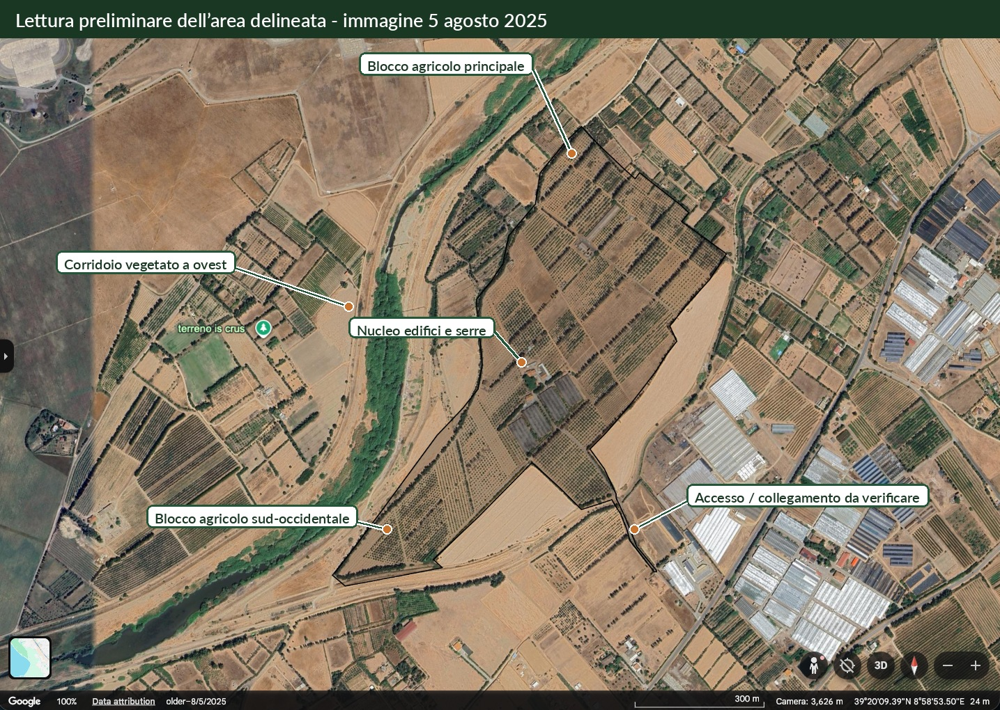 Lettura preliminare dell’area delineata - immagine 5 agosto 2025
Blocco agricolo principale
Corridoio vegetato a ovest
terreno is crus
Nucleo edifici e serre
Accesso / collegamento da verificare
Blocco agricolo sud-occidentale
3D
Google
100%
Data attribution
older–8/5/2025
300 m
Camera: 3,626 m
39°20'09.39"N 8°58'53.50"E
24 m